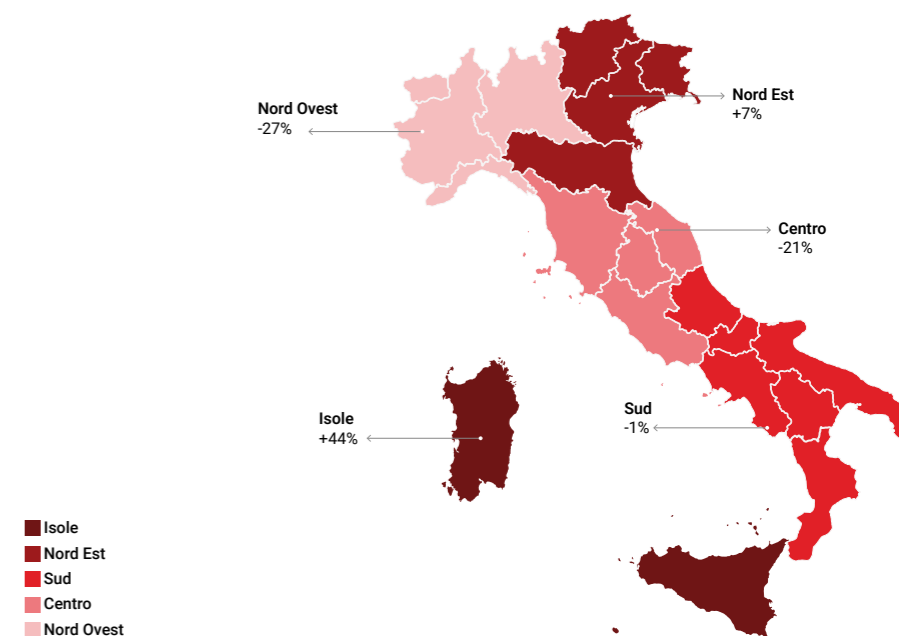 Nord Est
+7%
Nord Ovest
-27%
Centro
-21%
Isole
+44%
Sud
-1%
Isole
Nord Est
Sud
Centro
Nord Ovest